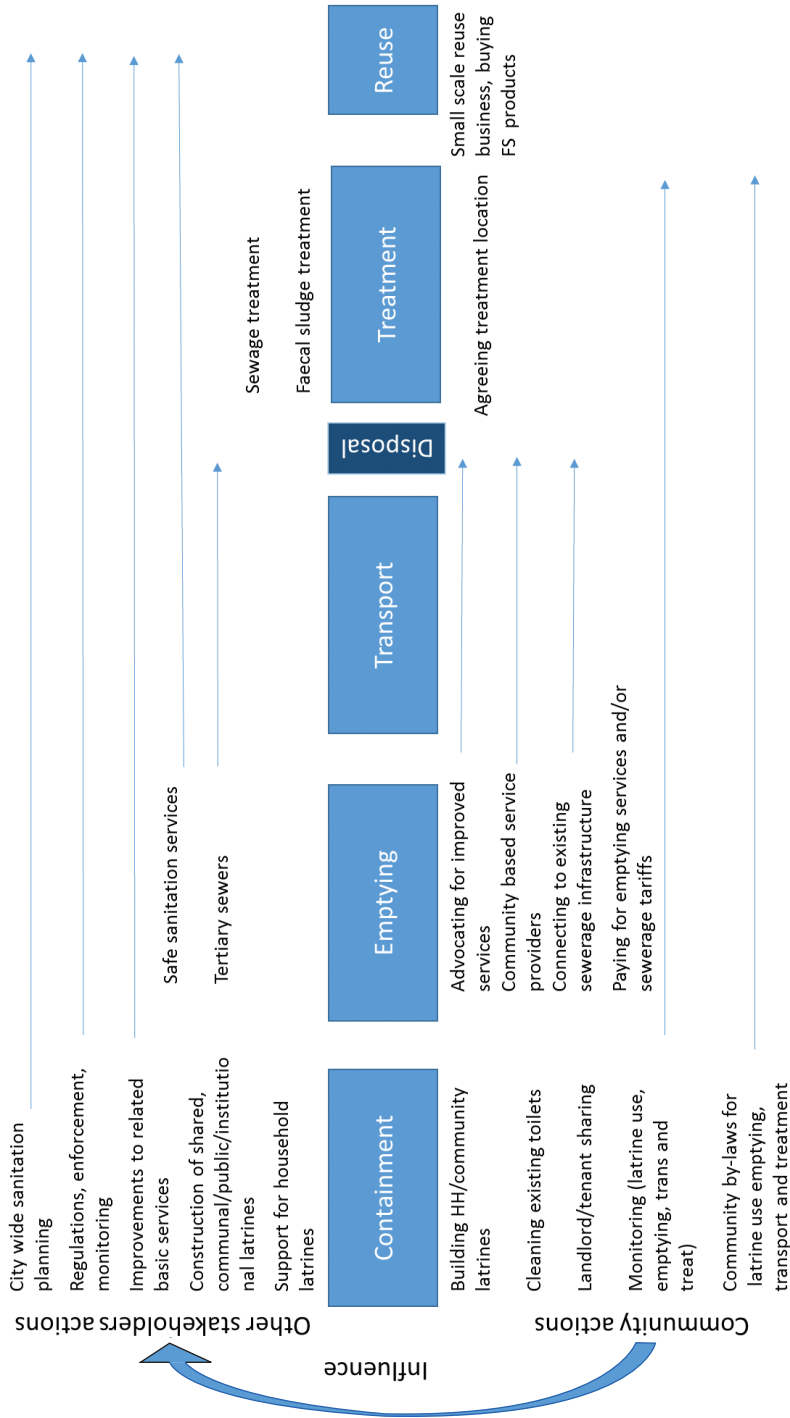 Other stakeholders actions
City wide sanitation
planning
Regulations, enforcement,
monitoring
Improvements to related
basic services
Construction of shared,
communal/public/institutio
nal latrines
Support for household
latrines
Safe sanitation services
Tertiary sewers
Sewage treatment
Faecal sludge treatment
Influence
Containment
Emptying
Transport
Disposal
Treatment
Reuse
Community actions
Building HH/community
latrines
Cleaning existing toilets
Landlord/tenant sharing
Monitoring (latrine use,
emptying, trans and
treat)
Community by-laws for
latrine use emptying,
transport and treatment
Advocating for improved
services
Community based service
providers
Connecting to existing
sewerage infrastructure
Paying for emptying services and/or
sewerage tariffs
Agreeing treatment location
Small scale reuse
business, buying
FS products